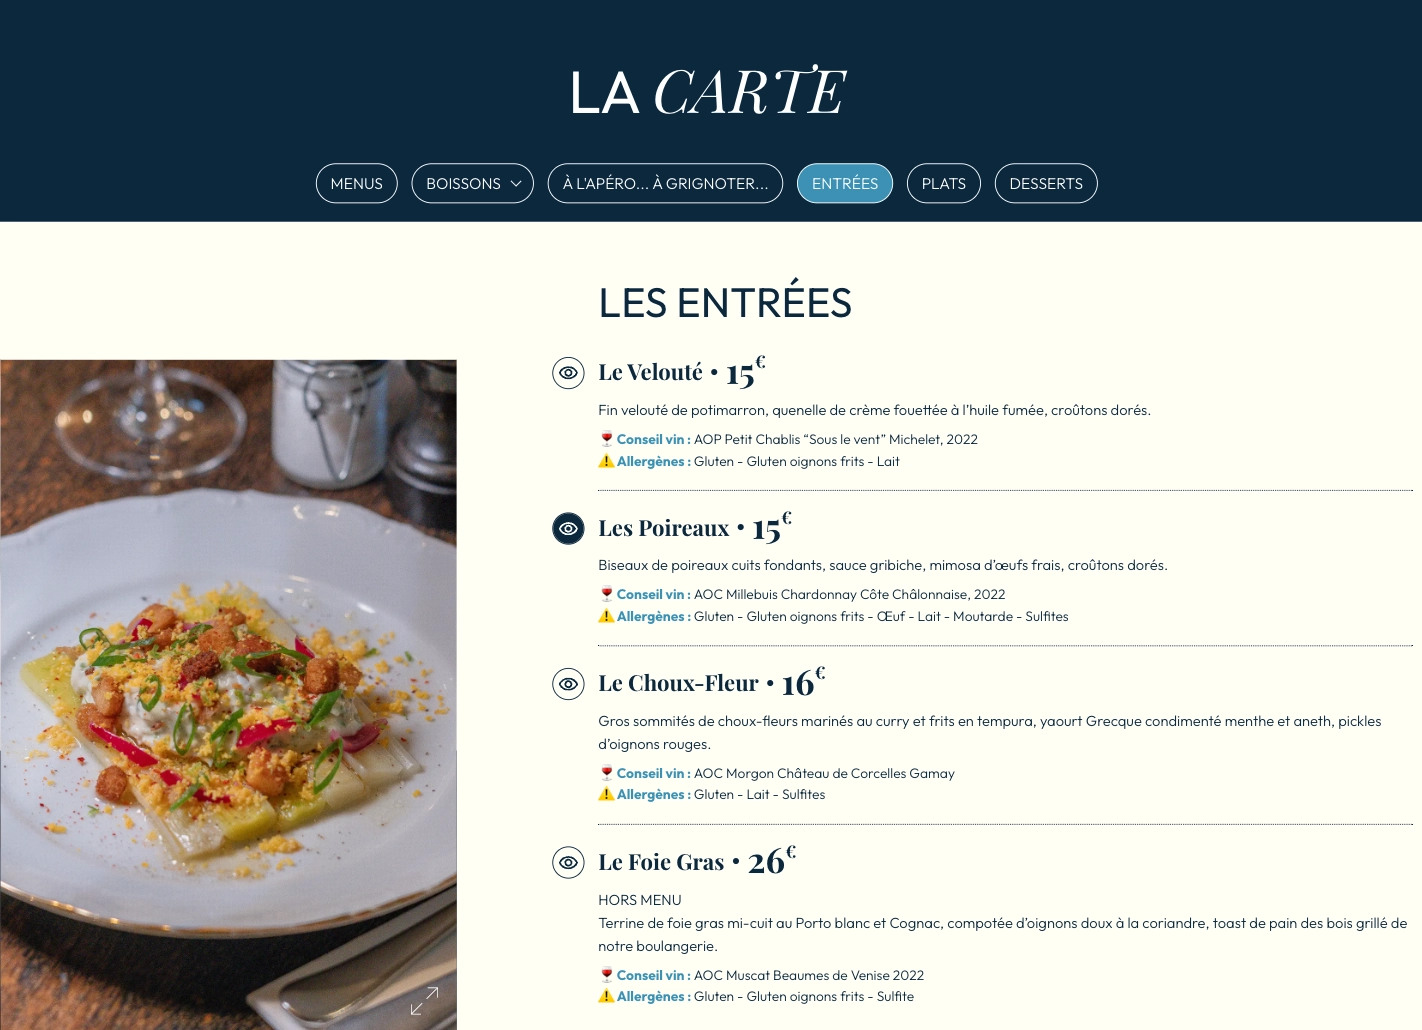 LA CARTE
MENUS
BOISSONS
À L'APÉRO... À GRIGNOTER...
ENTRÉES
PLATS
DESSERTS
LES ENTRÉES
Le Velouté • 15€
Fin velouté de potimarron, quenelle de crème fouettée à l’huile fumée, croûtons dorés.
🍷 Conseil vin : AOP Petit Chablis “Sous le vent” Michelet, 2022
⚠️ Allergènes : Gluten - Gluten oignons frits - Lait
Les Poireaux • 15€
Biseaux de poireaux cuits fondants, sauce gribiche, mimosa d’œufs frais, croûtons dorés.
🍷 Conseil vin : AOC Millebuis Chardonnay Côte Châlonnaise, 2022
⚠️ Allergènes : Gluten - Gluten oignons frits - Œuf - Lait - Moutarde - Sulfites
Le Choux-Fleur • 16€
Gros sommités de choux-fleurs marinés au curry et frits en tempura, yaourt Grecque condimenté menthe et aneth, pickles
d’oignons rouges.
🍷 Conseil vin : AOC Morgon Château de Corcelles Gamay
⚠️ Allergènes : Gluten - Lait - Sulfites
Le Foie Gras • 26€
HORS MENU
Terrine de foie gras mi-cuit au Porto blanc et Cognac, compotée d’oignons doux à la coriandre, toast de pain des bois grillé de
notre boulangerie.
🍷 Conseil vin : AOC Muscat Beaumes de Venise 2022
⚠️ Allergènes : Gluten - Gluten oignons frits - Sulfite